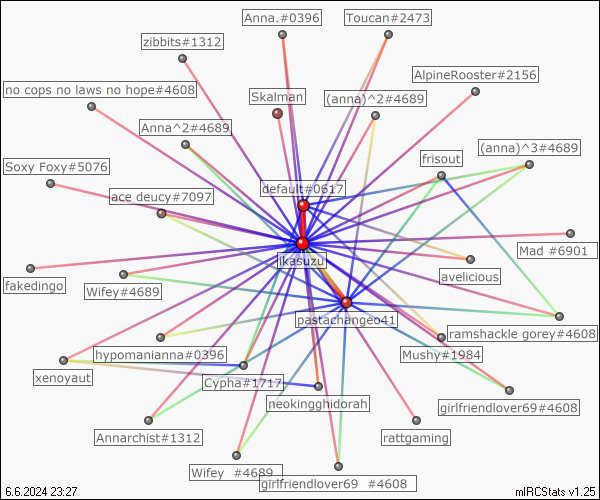 Anna.#0396
Toucan#2473
zibbits#1312
AlpineRooster#2156
no cops no laws no hope#4608
Skalman
(anna)^2#4689
Anna^2#4689
(anna)^3#4689
frisout
Soxy Foxy#5076
default#0617
ace deucy#7097
Mad #6901
ikasuzu
avelicious
fakedingo
Wifey#4689
pastachangeo41
ramshackle gorey#4608
hypomanianna#0396
Mushy#1984
xenoyaut
Cypha#1717
neokingghidorah
girlfriendlover69#4608
Annarchist#1312
rattgaming
Wifey #4689
girlfriendlover69 #4608
6.6.2024 23:27
mIRCStats v1.25